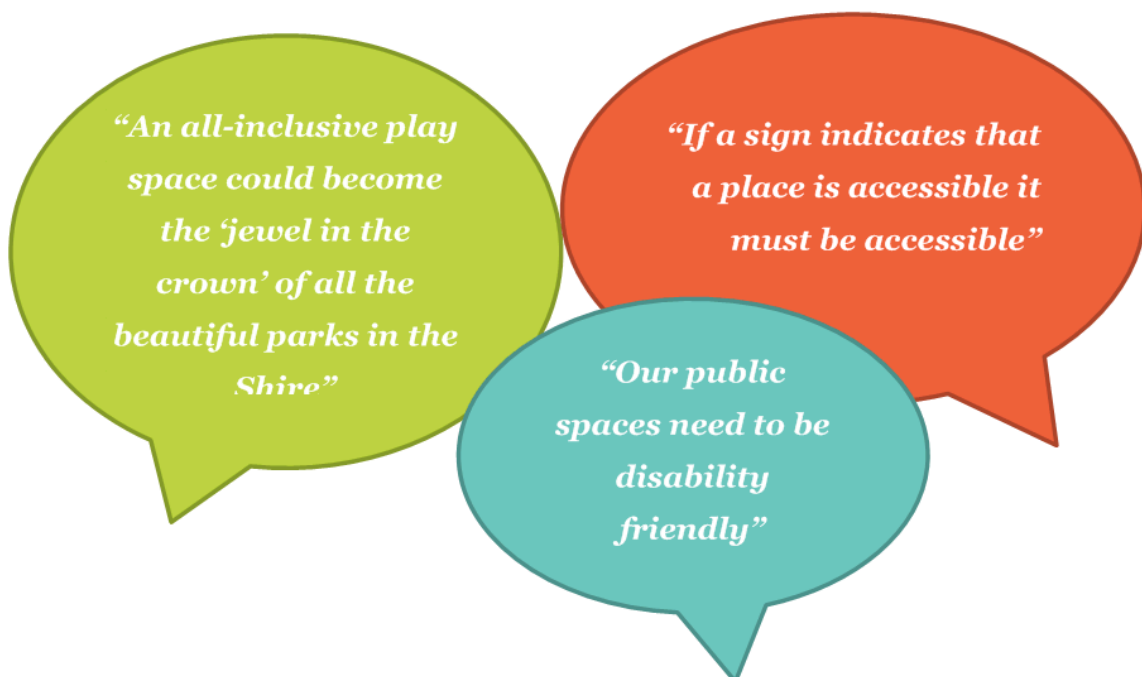 “An all-inclusive play
space could become
the ‘jewel in the
crown’ of all the
beautiful parks in the
Shire”
“If a sign indicates that
a place is accessible it
must be accessible”
“Our public
spaces need to be
disability
friendly”